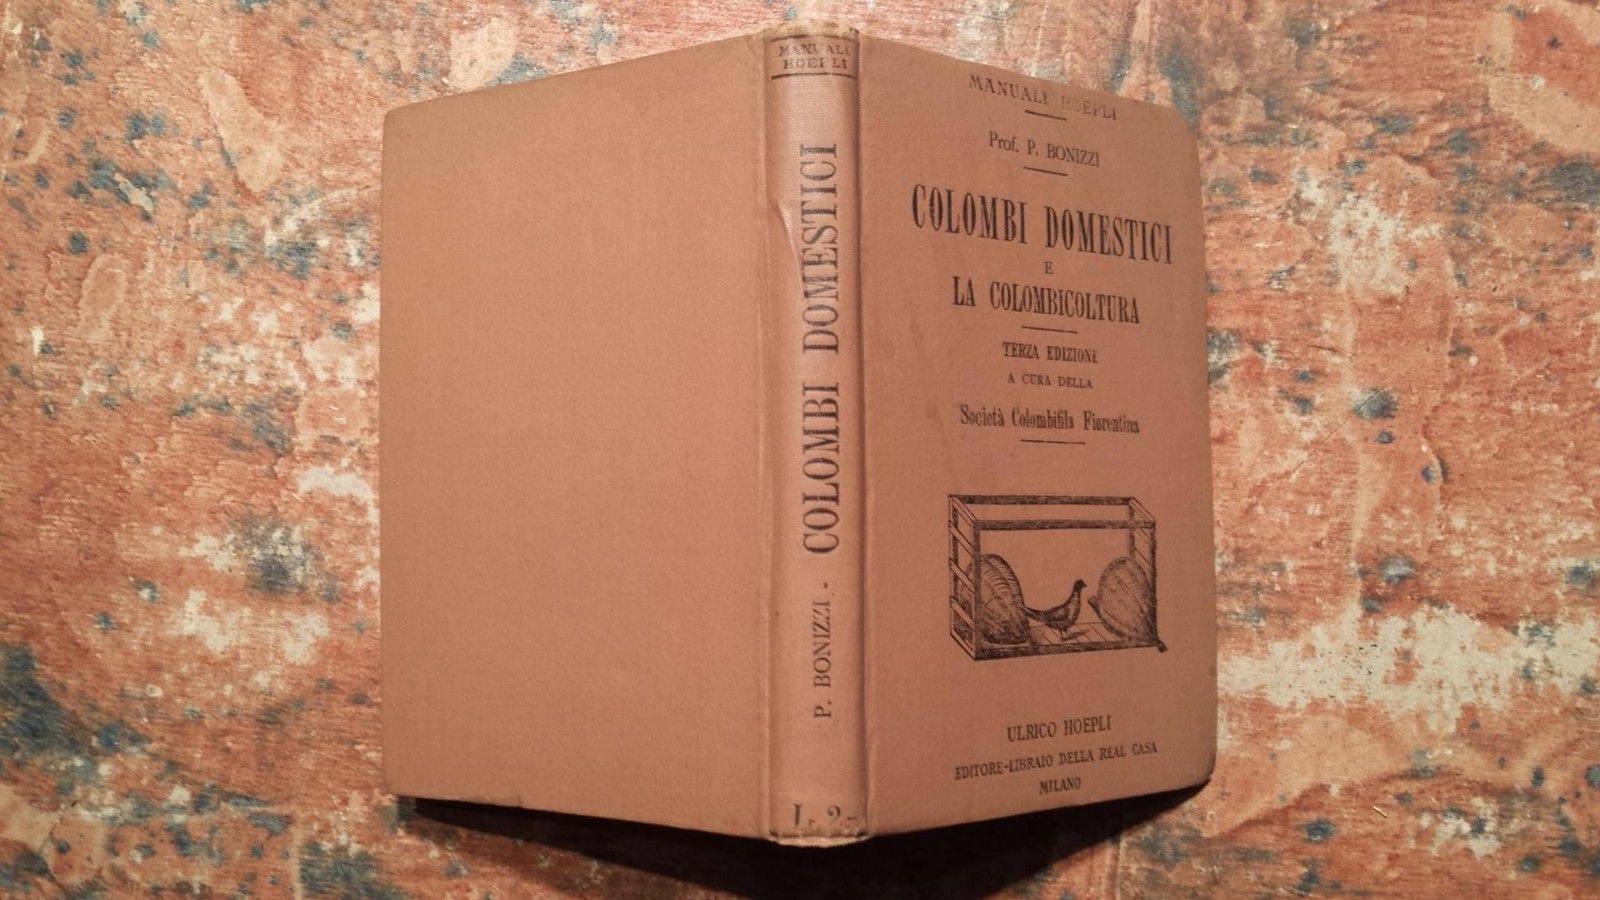 MANUALI
HOEPLI
P. BONIZZI - COLOMBI DOMESTICI
L. 2-
MANUALI HOEPLI
Prof. P. BONIZZI
COLOMBI DOMESTICI
E
LA COLOMBICOLTURA
TERZA EDIZIONE
A CURA DELLA
Società Colombifila Fiorentina
ULRICO HOEPLI
EDITORE-LIBRAIO DELLA REAL CASA
MILANO